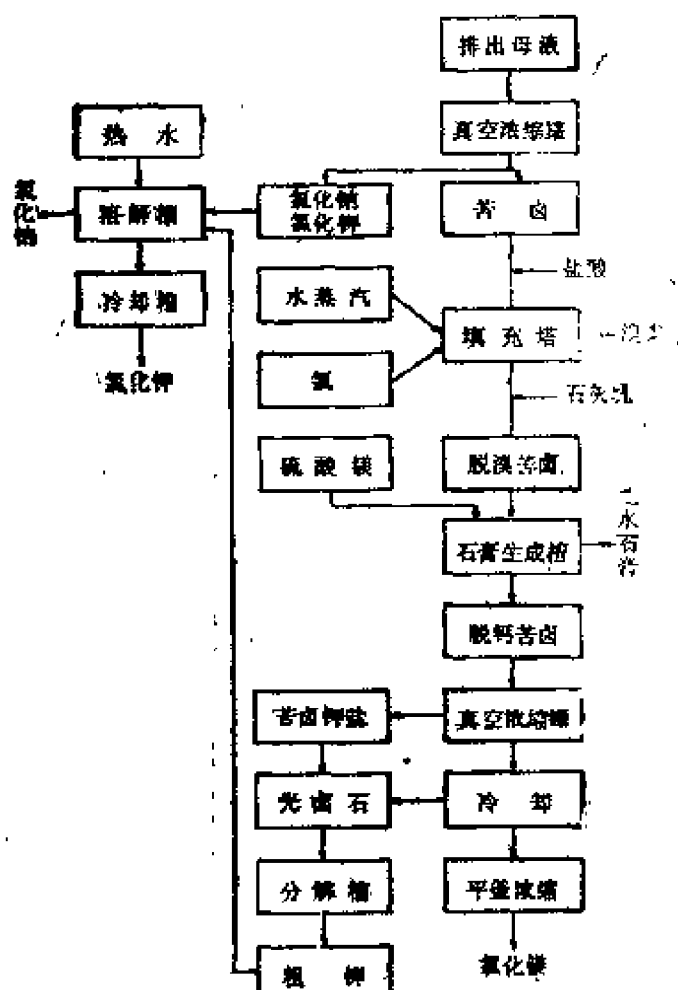 排出母液
真空浓缩罐
热水
氯化钠
溶解槽
氯化钠
氯化钾
苦卤
盐酸
冷却槽
水蒸汽
填充塔
氯化钾
氯
石灰乳
硫酸镁
脱溴苦卤
石膏生成槽
二水石膏
脱钙苦卤
苦卤钾盐
真空浓缩罐
光卤石
冷却
分解槽
平釜浓缩
粗钾
氯化镁